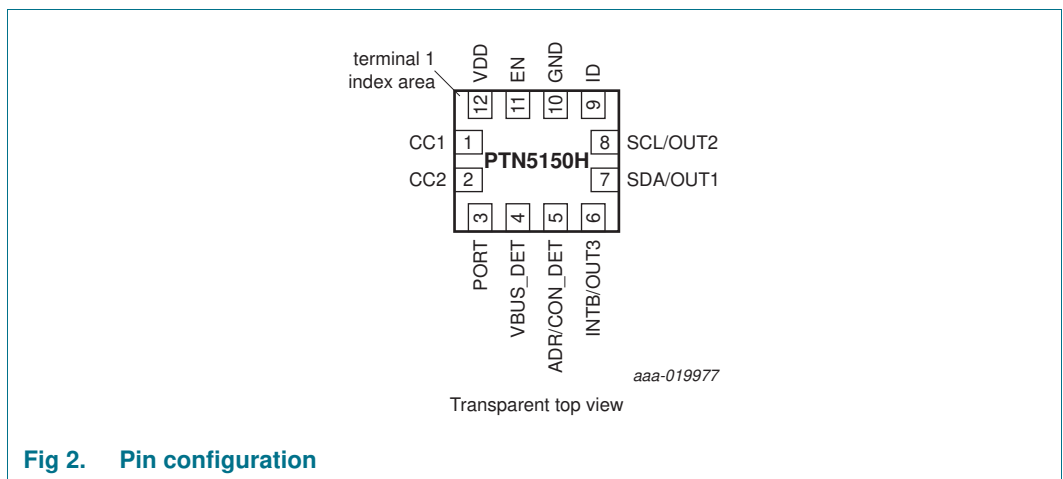 terminal 1
index area
VDD
EN
GND
ID
12
11
10
9
CC1
1
8
SCL/OUT2
PTN5150H
CC2
2
7
SDA/OUT1
3
4
5
6
PORT
VBUS_DET
ADR/CON_DET
INTB/OUT3
aaa-019977
Transparent top view
Fig 2. Pin configuration